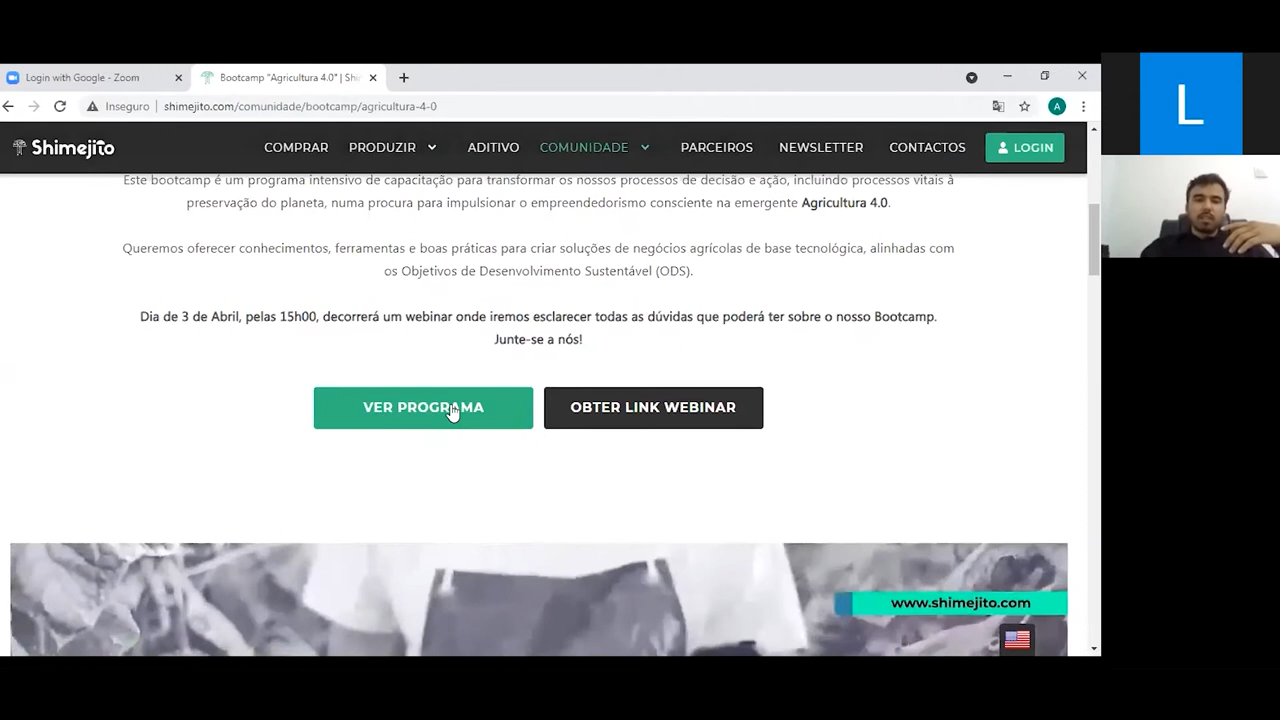 Login with Google - Zoom
Bootcamp "Agricultura 4.0" | Shi
Inseguro | shimejito.com/comunidade/bootcamp/agricultura-4-0
A
L
Shimejito
COMPRAR PRODUZIR ADITIVO COMUNIDADE PARCEIROS NEWSLETTER CONTACTOS LOGIN
Este bootcamp é um programa intensivo de capacitação para transformar os nossos processos de decisão e ação, incluindo processos vitais à
preservação do planeta, numa procura para impulsionar o empreendedorismo consciente na emergente Agricultura 4.0.
Queremos oferecer conhecimentos, ferramentas e boas práticas para criar soluções de negócios agrícolas de base tecnológica, alinhadas com
os Objetivos de Desenvolvimento Sustentável (ODS).
Dia de 3 de Abril, pelas 15h00, decorrerá um webinar onde iremos esclarecer todas as dúvidas que poderá ter sobre o nosso Bootcamp.
Junte-se a nós!
VER PROGRAMA
OBTER LINK WEBINAR
www.shimejito.com